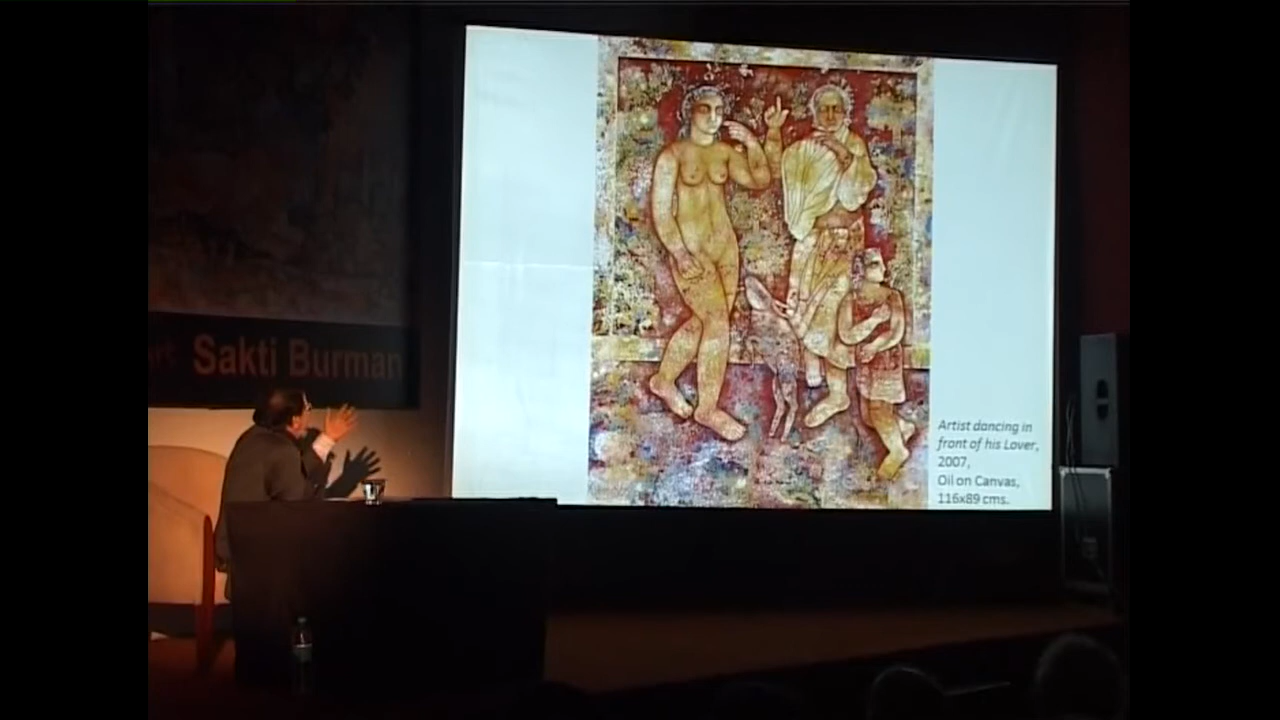 Sakti Burman
Artist dancing in
front of his Lover,
2007,
Oil on Canvas,
116x89 cms.